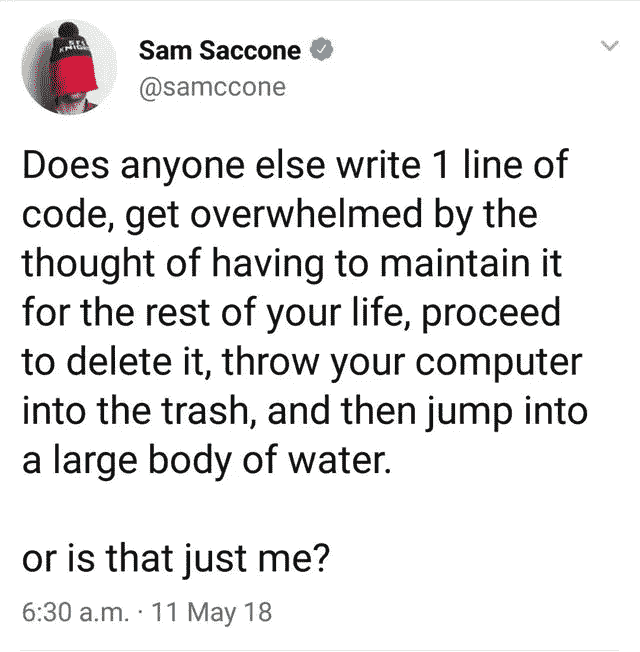 Sam Saccone
@samccone
Does anyone else write 1 line of
code, get overwhelmed by the
thought of having to maintain it
for the rest of your life, proceed
to delete it, throw your computer
into the trash, and then jump into
a large body of water.
or is that just me?
6:30 a.m. · 11 May 18